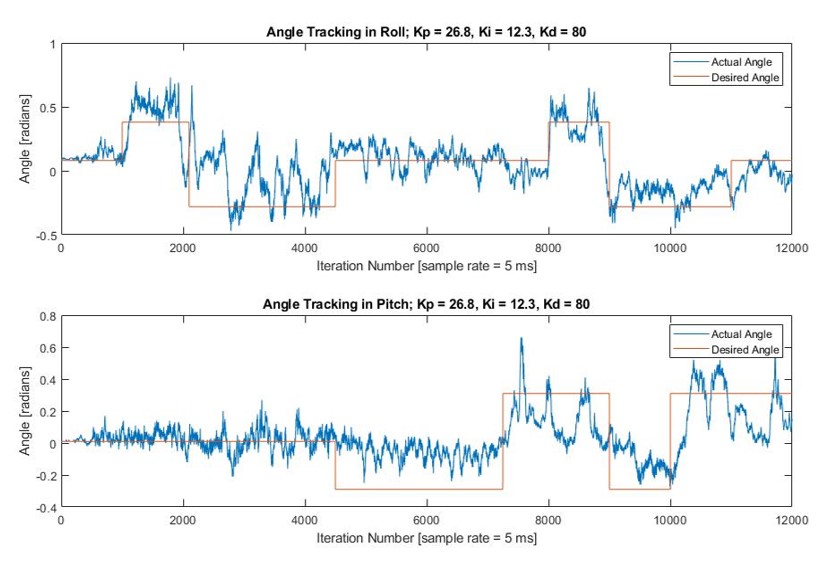 Angle Tracking in Roll; Kp = 26.8, Ki = 12.3, Kd = 80
1
0.5
0
-0.5
Angle [radians]
Actual Angle
Desired Angle
0 2000 4000 6000 8000 10000 12000
Iteration Number [sample rate = 5 ms]
Angle Tracking in Pitch; Kp = 26.8, Ki = 12.3, Kd = 80
0.8
0.6
0.4
0.2
0
-0.2
-0.4
Angle [radians]
Actual Angle
Desired Angle
0 2000 4000 6000 8000 10000 12000
Iteration Number [sample rate = 5 ms]